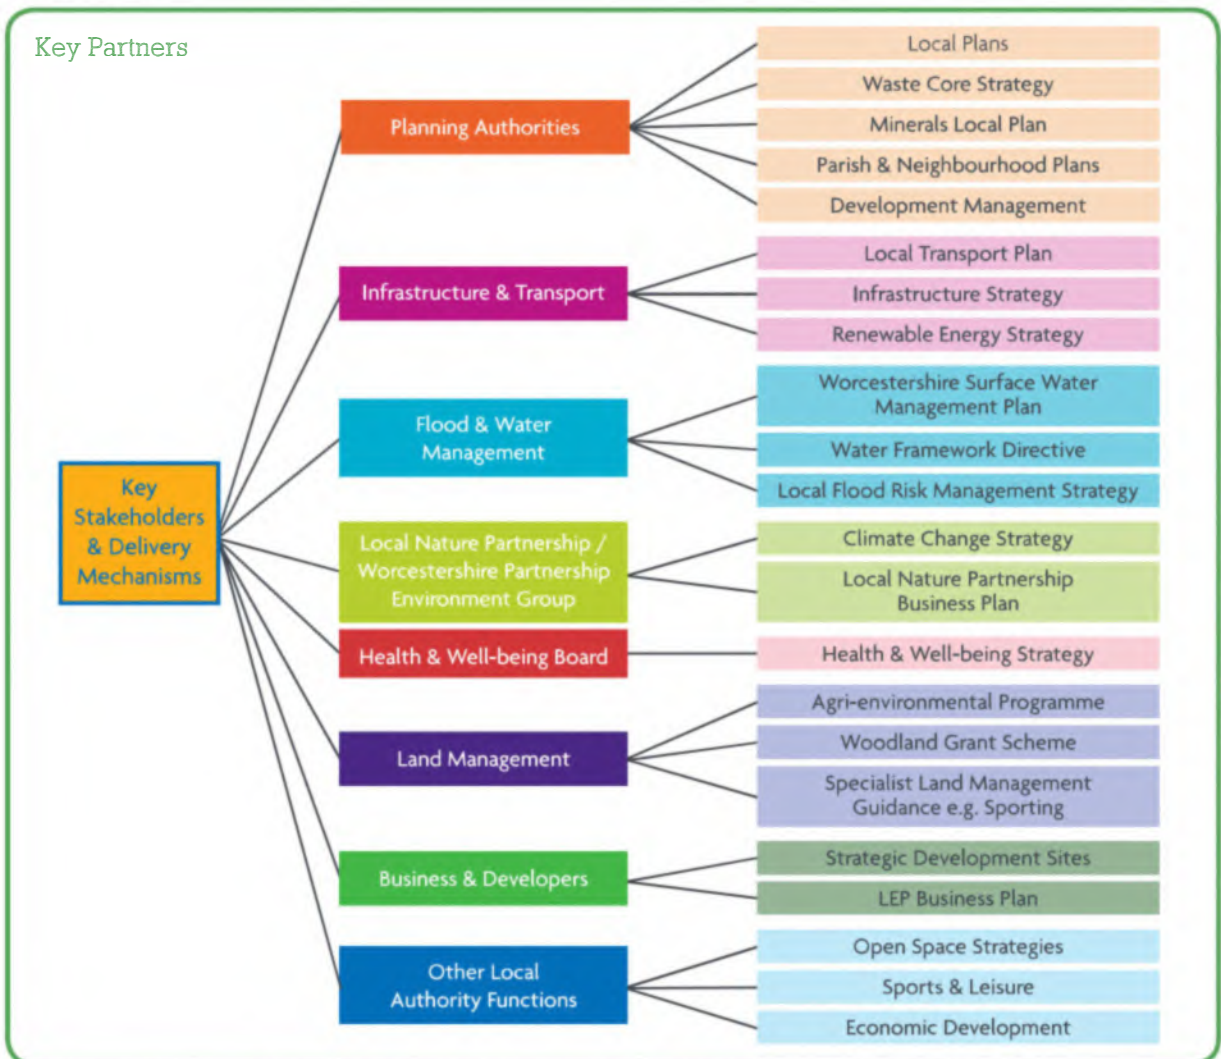 Key Partners
Key
Stakeholders
& Delivery
Mechanisms
Planning Authorities
Local Plans
Waste Core Strategy
Minerals Local Plan
Parish & Neighbourhood Plans
Development Management
Infrastructure & Transport
Local Transport Plan
Infrastructure Strategy
Renewable Energy Strategy
Flood & Water
Management
Worcestershire Surface Water
Management Plan
Water Framework Directive
Local Flood Risk Management Strategy
Local Nature Partnership /
Worcestershire Partnership
Environment Group
Climate Change Strategy
Local Nature Partnership
Business Plan
Health & Well-being Board
Health & Well-being Strategy
Land Management
Agri-environmental Programme
Woodland Grant Scheme
Specialist Land Management
Guidance e.g. Sporting
Business & Developers
Strategic Development Sites
LEP Business Plan
Other Local
Authority Functions
Open Space Strategies
Sports & Leisure
Economic Development